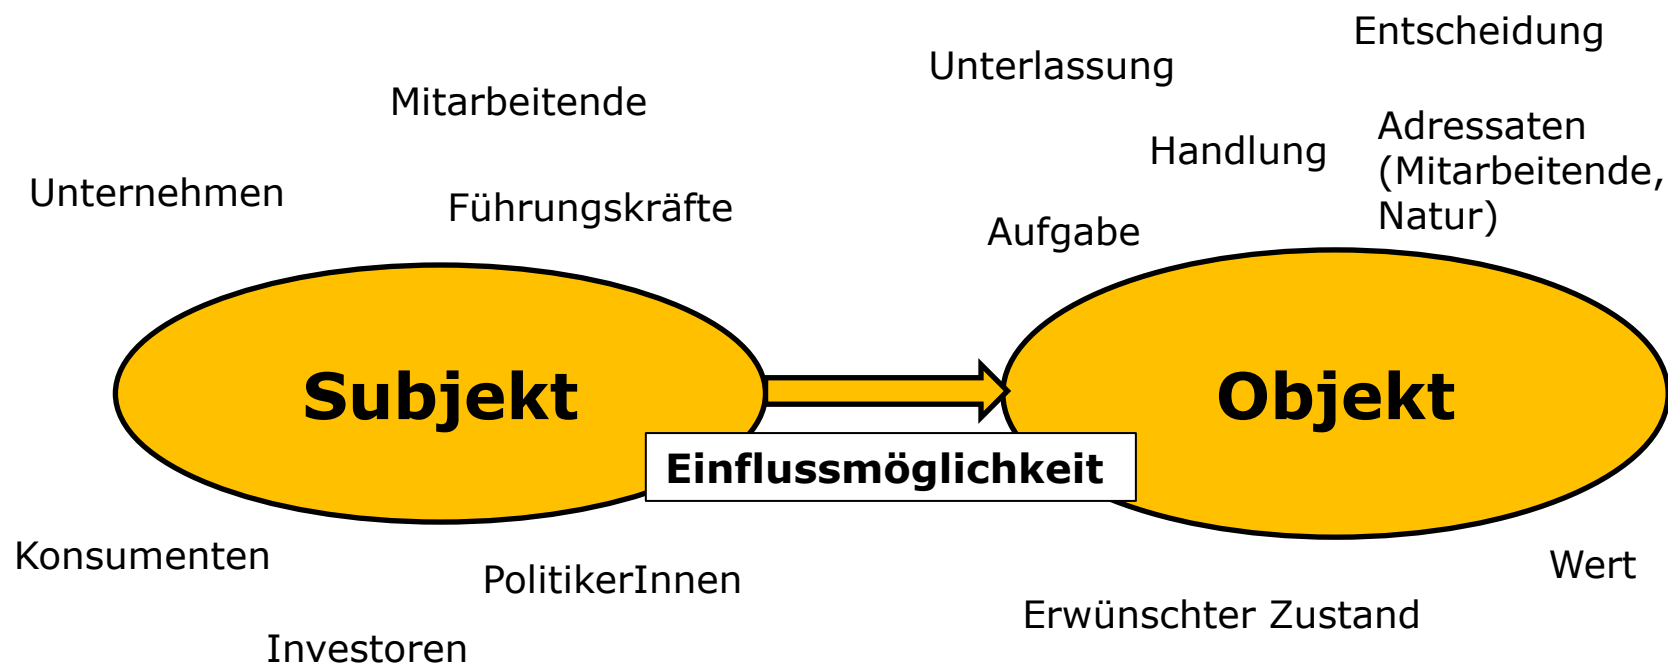 Entscheidung
Unterlassung
Mitarbeitende
Adressaten
(Mitarbeitende,
Natur)
Handlung
Unternehmen
Führungskräfte
Aufgabe
Subjekt
Objekt
Einflussmöglichkeit
Konsumenten
PolitikerInnen
Wert
Erwünschter Zustand
Investoren